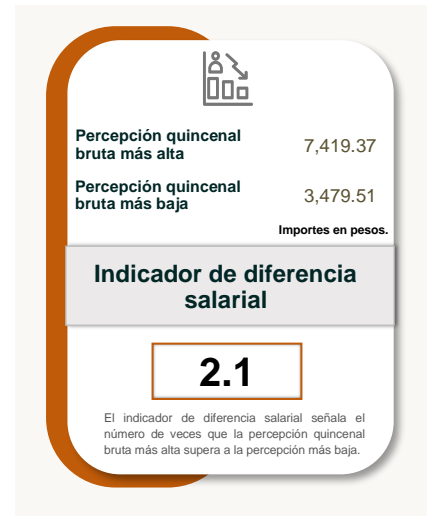 Percepción quincenal
bruta más alta
7,419.37
Percepción quincenal
bruta más baja
3,479.51
Importes en pesos.
Indicador de diferencia
salarial
2.1
El indicador de diferencia salarial señala el
número de veces que la percepción quincenal
bruta más alta supera a la percepción más baja.